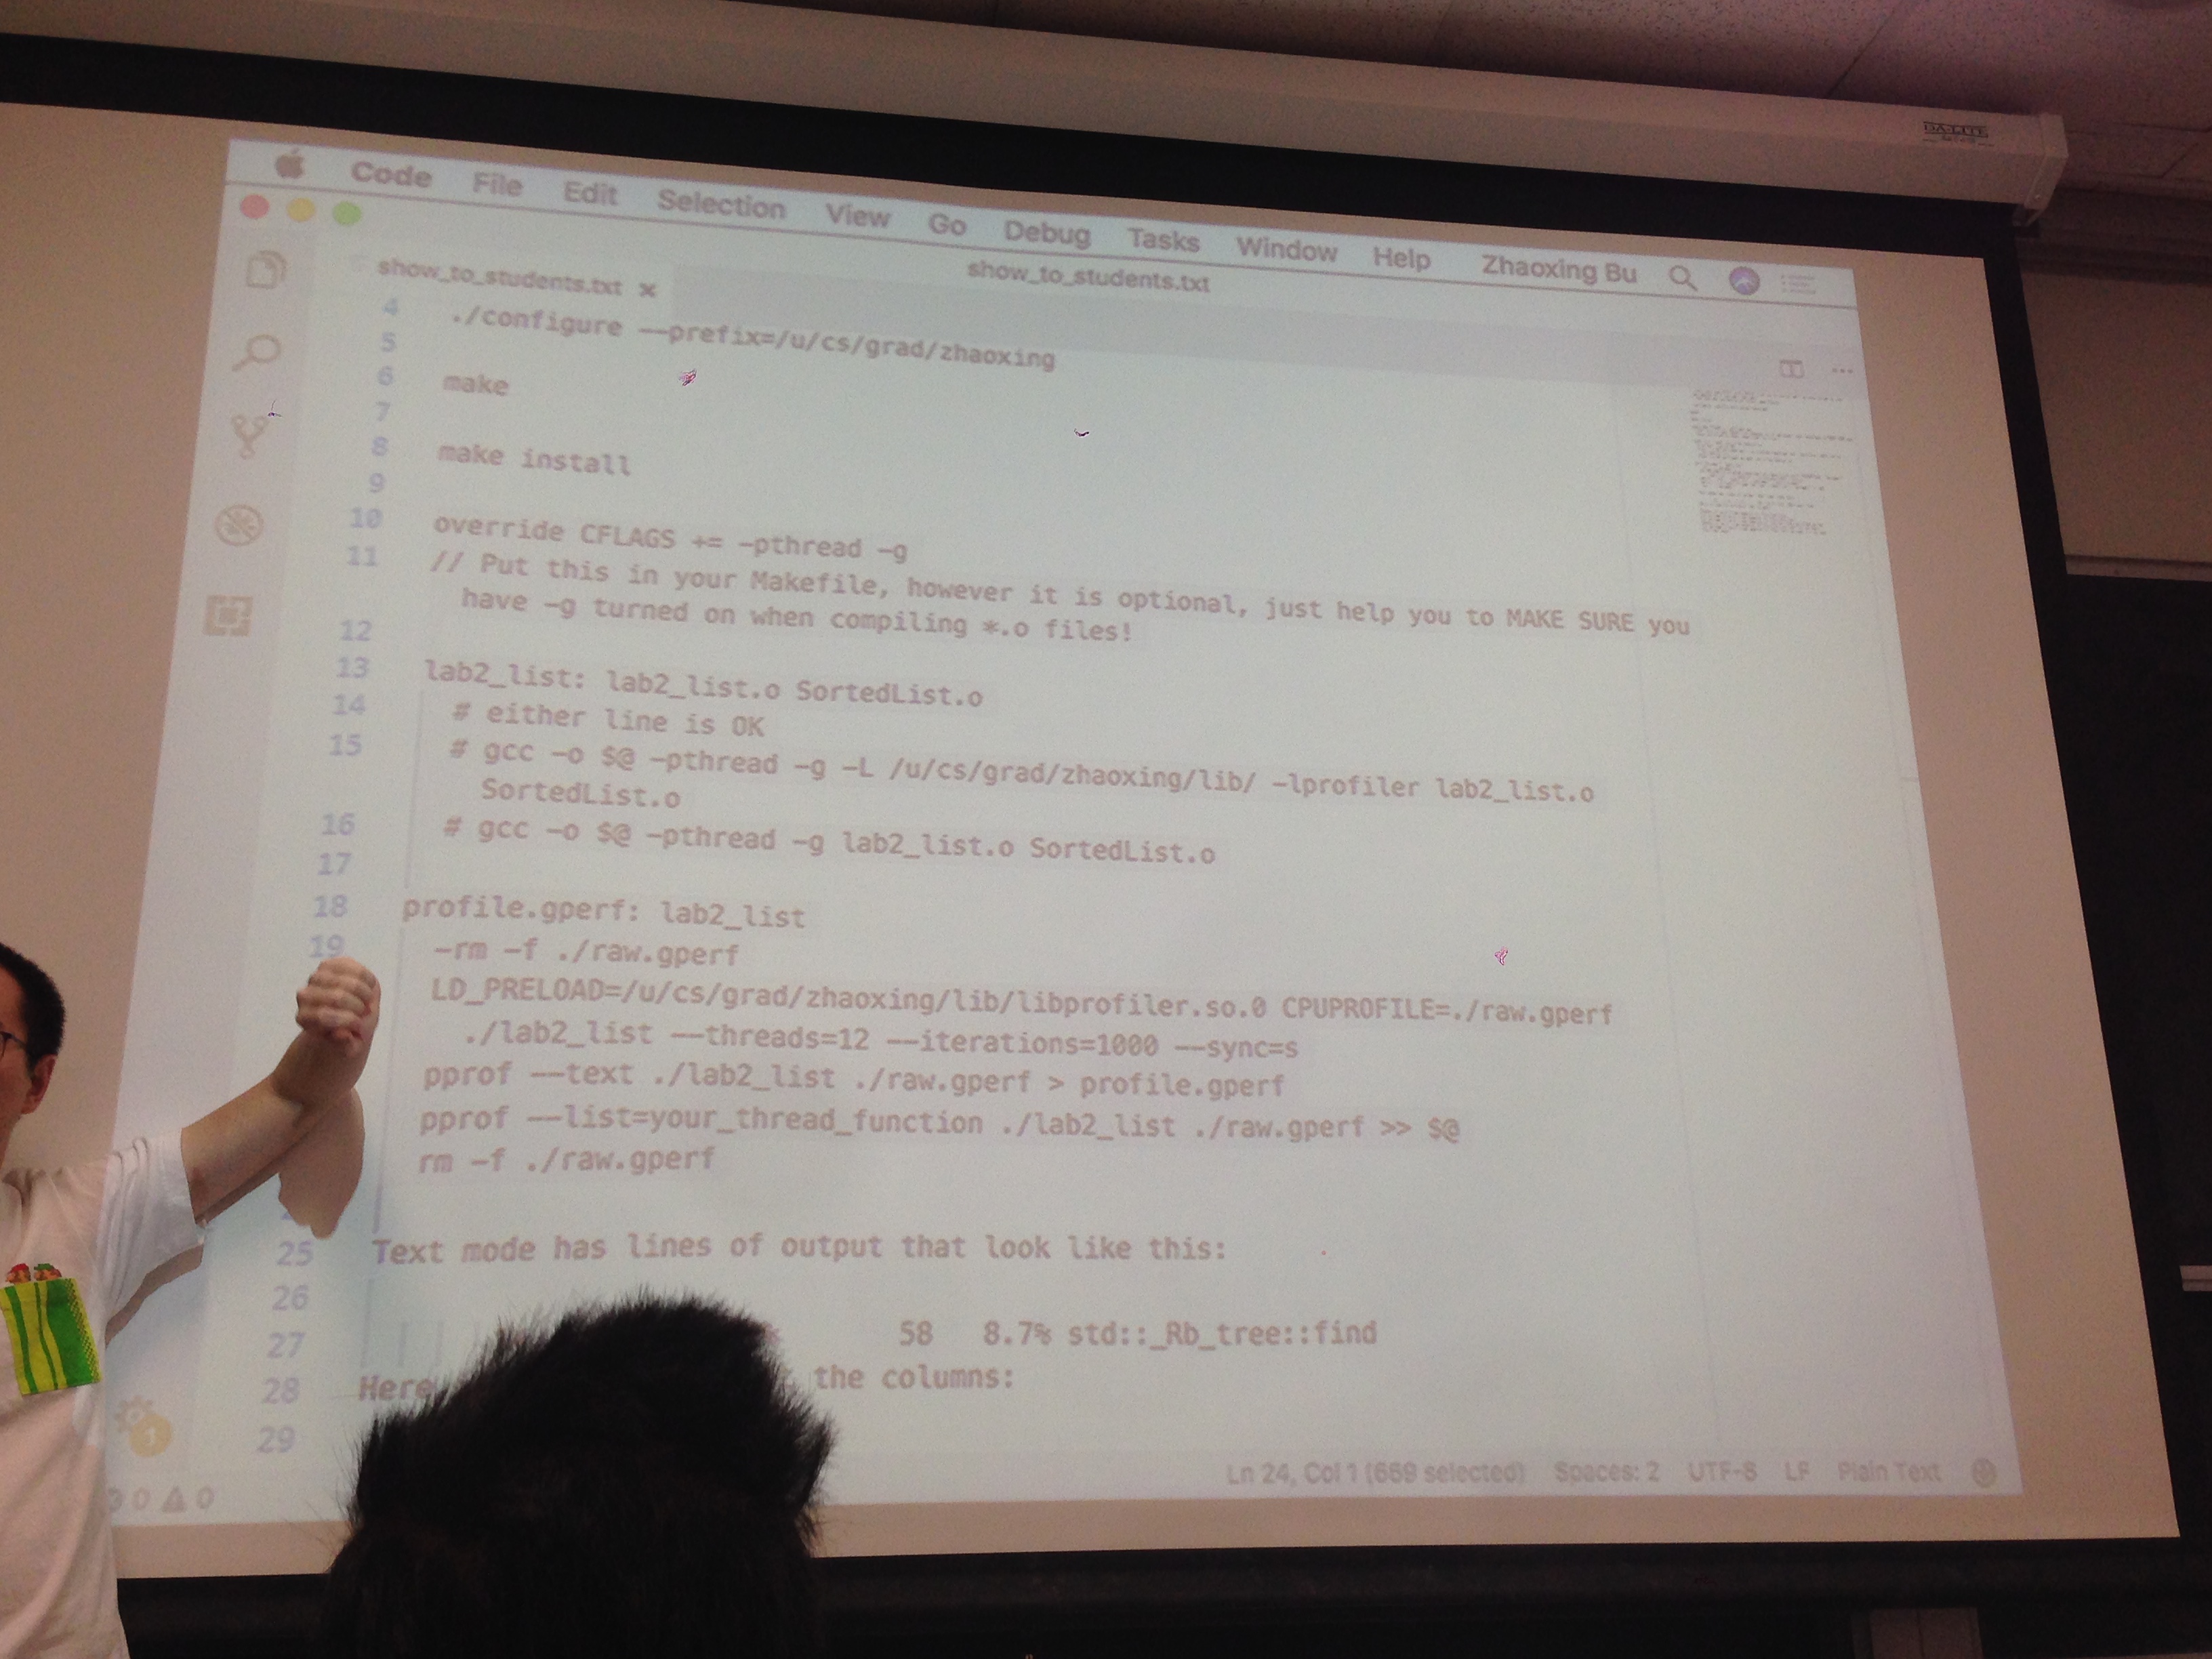 DA-LITE
Code File Edit Selection View Go Debug Tasks Window Help Zhaoxing Bu
show_to_students.txt
show_to_students.txt ×
4 ./configure --prefix=/u/cs/grad/zhaoxing
5
6 make
7
8 make install
9
10 override CFLAGS += -pthread -g
11 // Put this in your Makefile, however it is optional, just help you to MAKE SURE you
have -g turned on when compiling *.o files!
12
13 lab2_list: lab2_list.o SortedList.o
14 # either line is OK
15 # gcc -o $@ -pthread -g -L /u/cs/grad/zhaoxing/lib/ -lprofiler lab2_list.o
SortedList.o
16 # gcc -o $@ -pthread -g lab2_list.o SortedList.o
17
18 profile.gperf: lab2_list
19 -rm -f ./raw.gperf
LD_PRELOAD=/u/cs/grad/zhaoxing/lib/libprofiler.so.0 CPUPROFILE=./raw.gperf
./lab2_list --threads=12 --iterations=1000 --sync=s
pprof --text ./lab2_list ./raw.gperf > profile.gperf
pprof --list=your_thread_function ./lab2_list ./raw.gperf >> $@
rm -f ./raw.gperf
25 Text mode has lines of output that look like this:
26
27 58 8.7% std::_Rb_tree::find
28 Here the columns:
29
1
0 0
Ln 24, Col 1 (669 selected) Spaces: 2 UTF-8 LF Plain Text